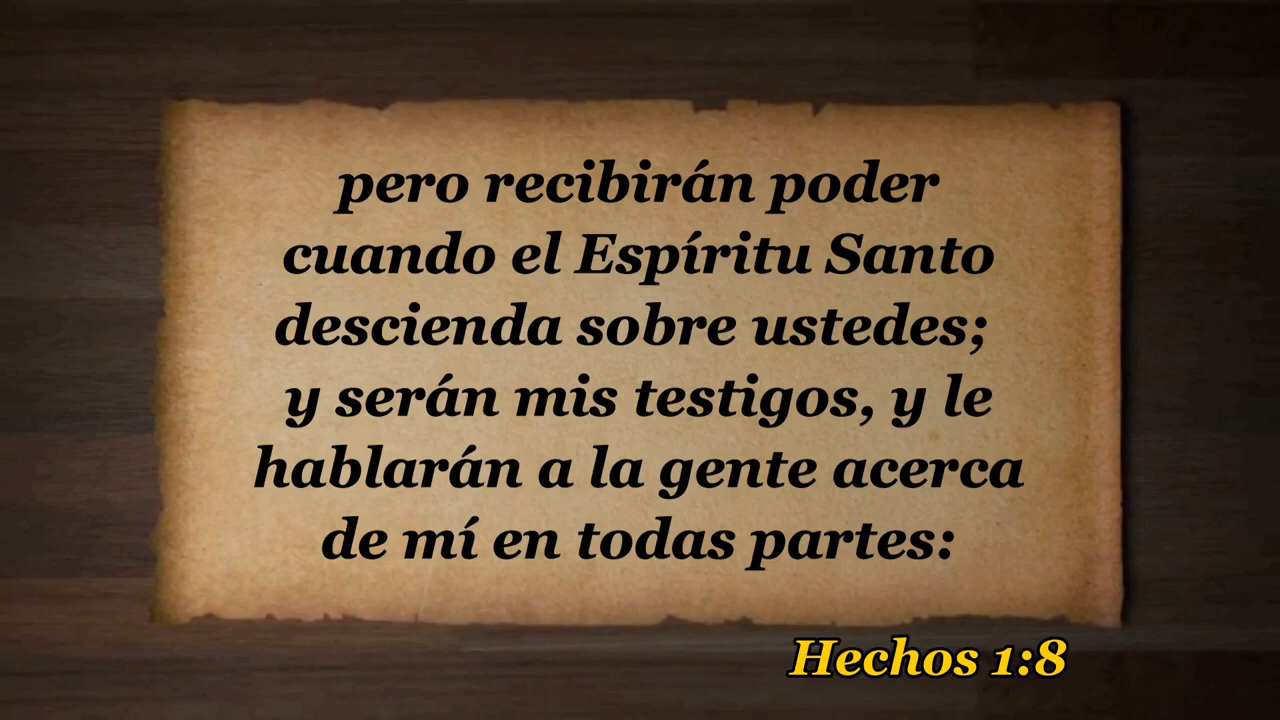 pero recibirán poder
cuando el Espíritu Santo
descienda sobre ustedes;
y serán mis testigos, y le
hablarán a la gente acerca
de mí en todas partes:
Hechos 1:8